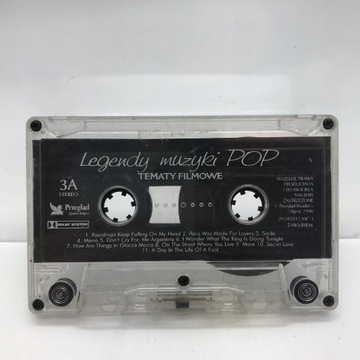 Legendy muzyki POP
TEMATY FILMOWE
3A
STEREO
Przegląd
Reader's Digest
DOLBY SYSTEM
WSZELKIE PRAWA
PRODUCENTA
I WŁAŚCICIELA
NAGRAŃ
ZASTRZEŻONE
1. Raindrops Keep Falling On My Head 2. Paris Was Made For Lovers 3. Smile
4. Maria 5. Don't Cry For Me Argentina 6. I Wonder What The King Is Doing Tonight
7. How Are Things In Glocca Morra 8. On The Street Where You Live 9. More 10. Secret Love
11. A Day In The Life Of A Fool